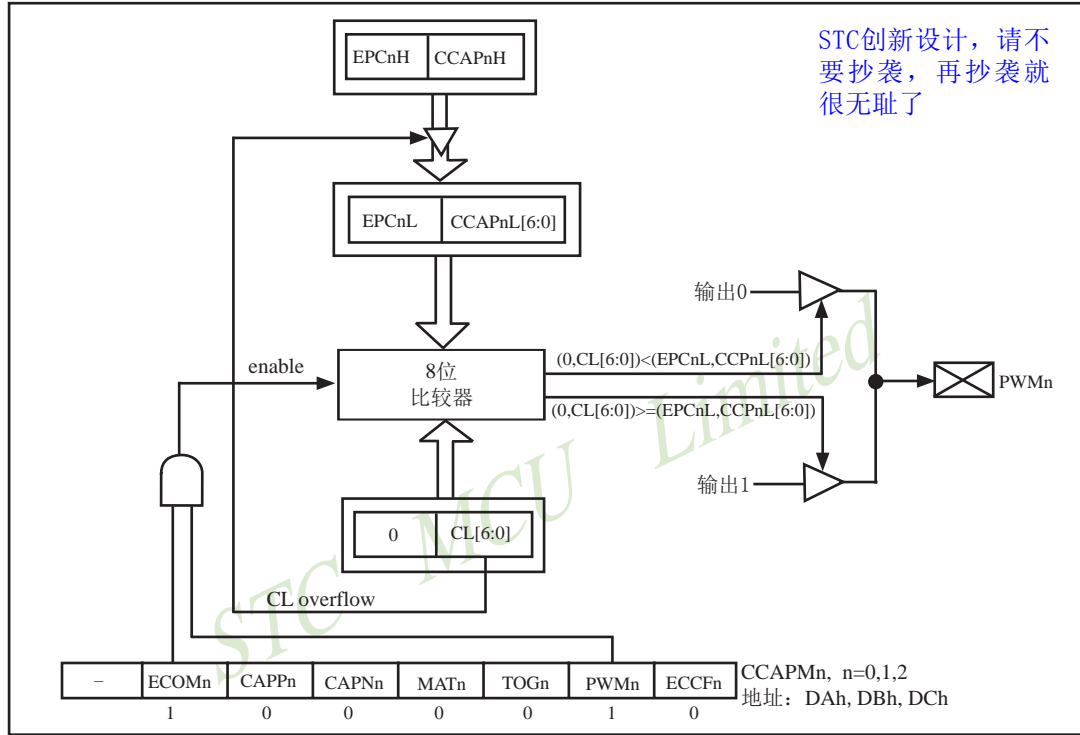 EPCnH CCAPnH
STC创新设计，请不
要抄袭，再抄袭就
很无耻了
EPCnL CCAPnL[6:0]
输出0
enable
8位
比较器
(0,CL[6:0])<(EPCnL,CCPnL[6:0])
(0,CL[6:0])>=(EPCnL,CCPnL[6:0])
PWMn
输出1
0 CL[6:0]
CL overflow
STC MCU Limited
– ECOMn CAPPn CAPNn MATn TOGn PWMn ECCFn
CCAPMn, n=0,1,2
地址：DAh, DBh, DCh
1 0 0 0 0 1 0